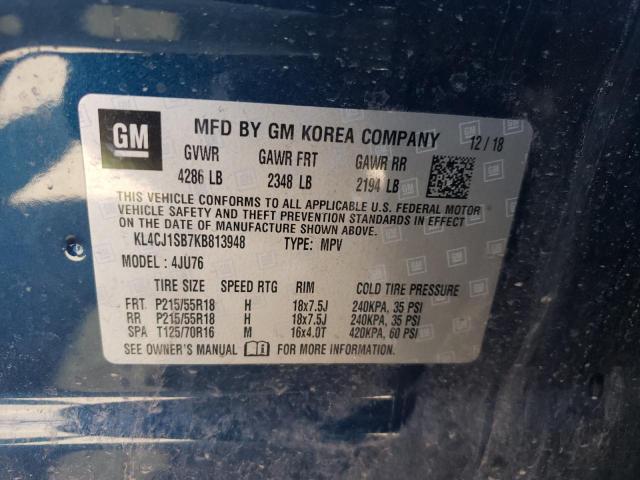 GM MFD BY GM KOREA COMPANY 12/18
GVWR GAWR FRT GAWR RR
4286 LB 2348 LB 2194 LB
THIS VEHICLE CONFORMS TO ALL APPLICABLE U.S. FEDERAL MOTOR
VEHICLE SAFETY AND THEFT PREVENTION STANDARDS IN EFFECT
ON THE DATE OF MANUFACTURE SHOWN ABOVE.
KL4CJ1SB7KB813948 TYPE: MPV
MODEL: 4JU76
TIRE SIZE SPEED RTG RIM COLD TIRE PRESSURE
FRT P215/55R18 H 18x7.5J 240KPA, 35 PSI
RR P215/55R18 H 18x7.5J 240KPA, 35 PSI
SPA T125/70R16 M 16x4.0T 420KPA, 60 PSI
SEE OWNER'S MANUAL FOR MORE INFORMATION.